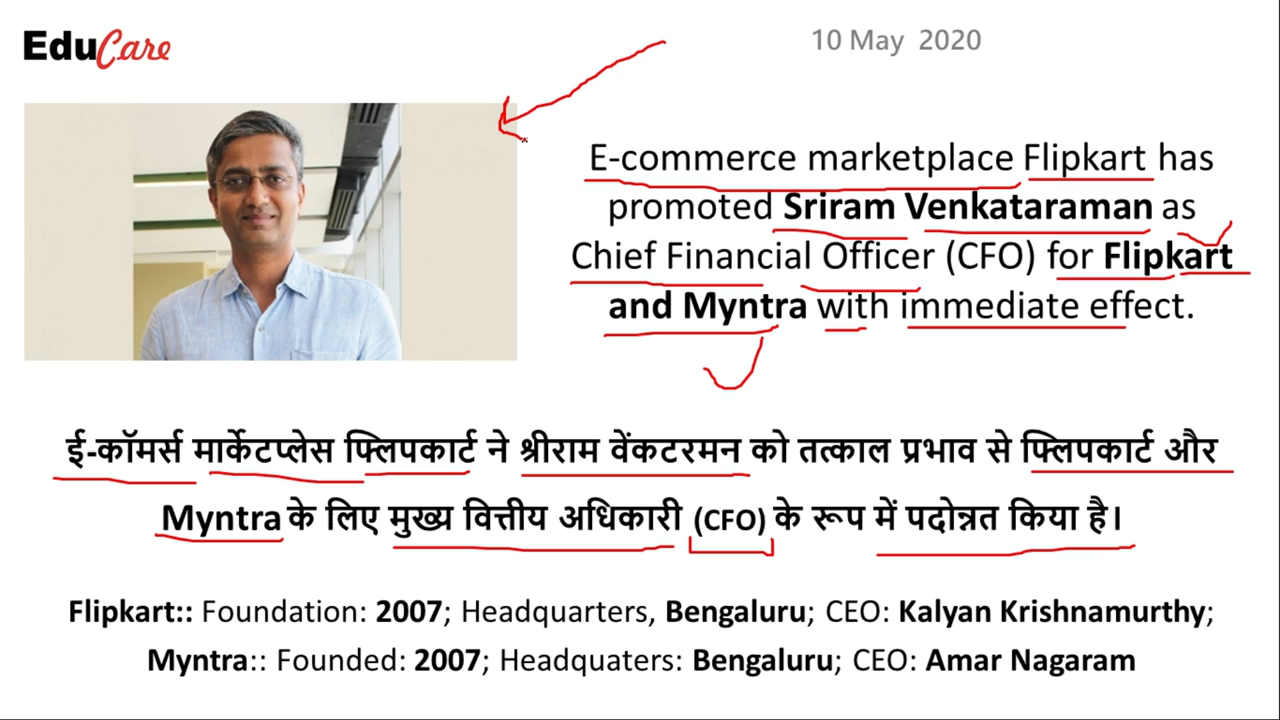 EduCare
10 May 2020
E-commerce marketplace Flipkart has
promoted Sriram Venkataraman as
Chief Financial Officer (CFO) for Flipkart
and Myntra with immediate effect.
ई-कॉमर्स मार्केटप्लेस फ्लिपकार्ट ने श्रीराम वेंकटरमन को तत्काल प्रभाव से फ्लिपकार्ट और
Myntra के लिए मुख्य वित्तीय अधिकारी (CFO) के रूप में पदोन्नत किया है।
Flipkart:: Foundation: 2007; Headquarters, Bengaluru; CEO: Kalyan Krishnamurthy;
Myntra:: Founded: 2007; Headquaters: Bengaluru; CEO: Amar Nagaram